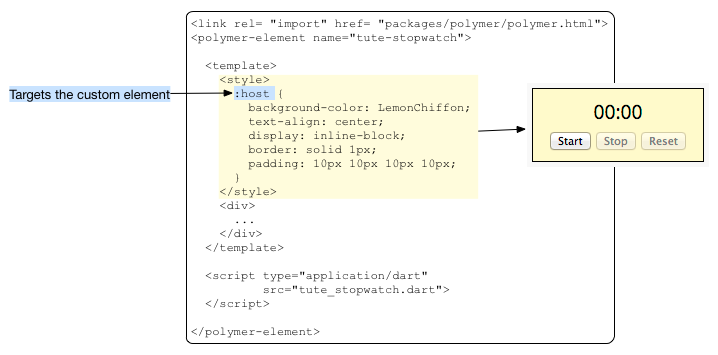 <link rel= "import" href= "packages/polymer/polymer.html">
<polymer-element name="tute-stopwatch">
<template>
<style>
Targets the custom element
:host {
background-color: LemonChiffon;
text-align: center;
display: inline-block;
border: solid 1px;
padding: 10px 10px 10px 10px;
}
</style>
<div>
...
</div>
</template>
<script type="application/dart"
src="tute_stopwatch.dart">
</script>
</polymer-element>
00:00
Start Stop Reset